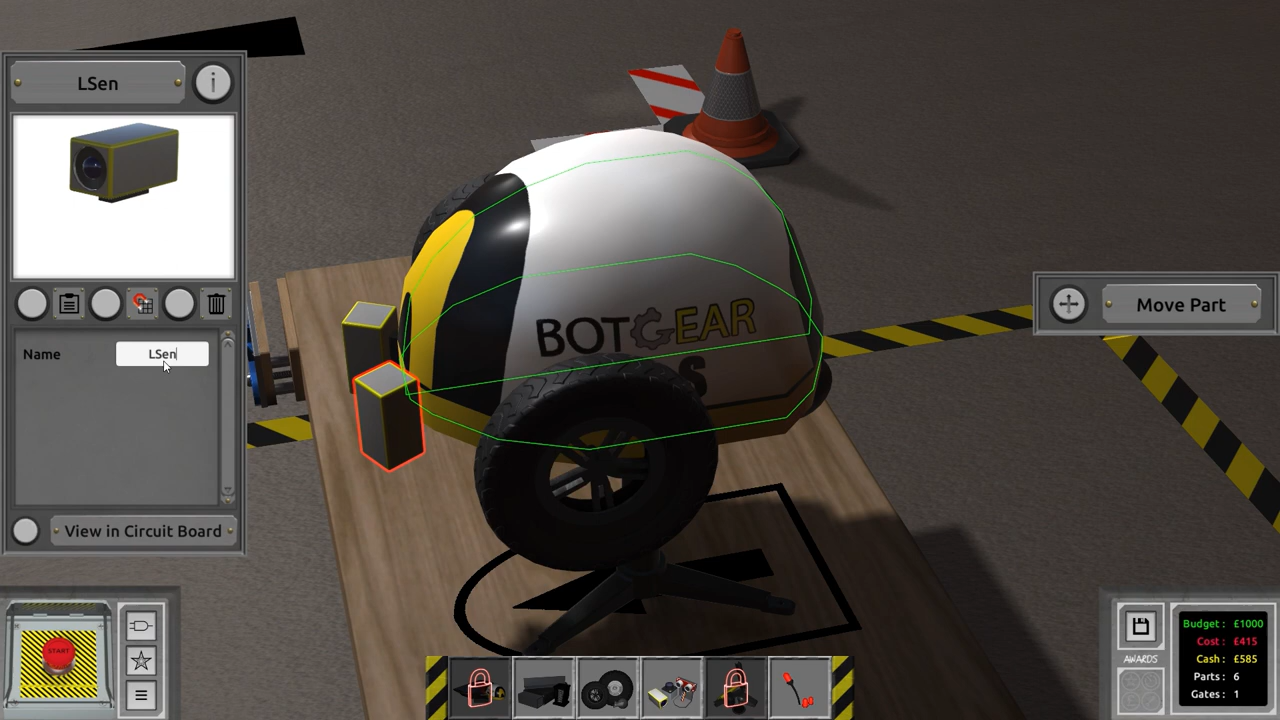 LSen
i
Name
LSen
View in Circuit Board
START
BOTGEAR
S
Move Part
AWARDS
Budget : £1000
Cost : £415
Cash : £585
Parts : 6
Gates : 1